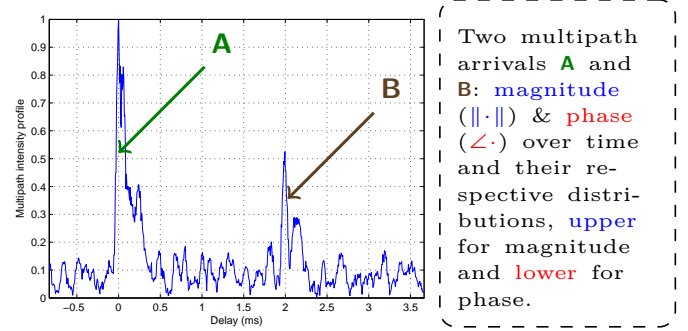 1
0.9
0.8
0.7
0.6
0.5
0.4
0.3
0.2
0.1
0
Multipath intensity profile
A
B
−0.5 0 0.5 1 1.5 2 2.5 3 3.5
Delay (ms)
Two multipath
arrivals A and
B: magnitude
(‖·‖) & phase
(∠·) over time
and their re-
spective distri-
butions, upper
for magnitude
and lower for
phase.